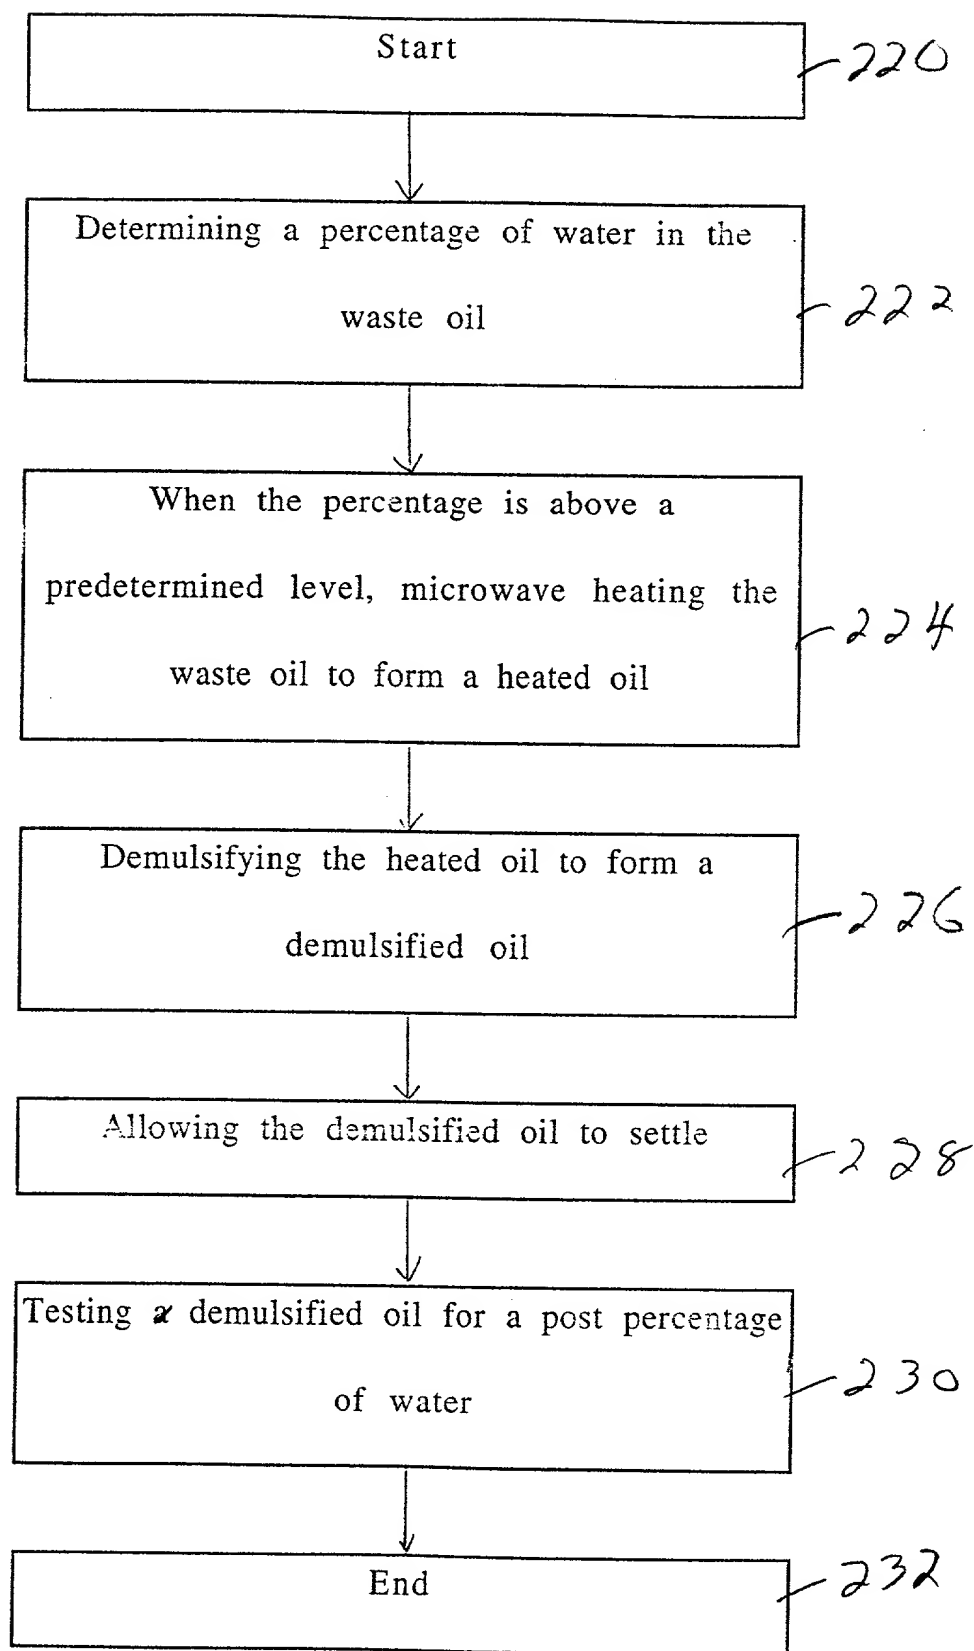 Start
220
Determining a percentage of water in the
waste oil
222
When the percentage is above a
predetermined level, microwave heating the
waste oil to form a heated oil
224
Demulsifying the heated oil to form a
demulsified oil
226
Allowing the demulsified oil to settle
228
Testing a demulsified oil for a post percentage
of water
230
End
232